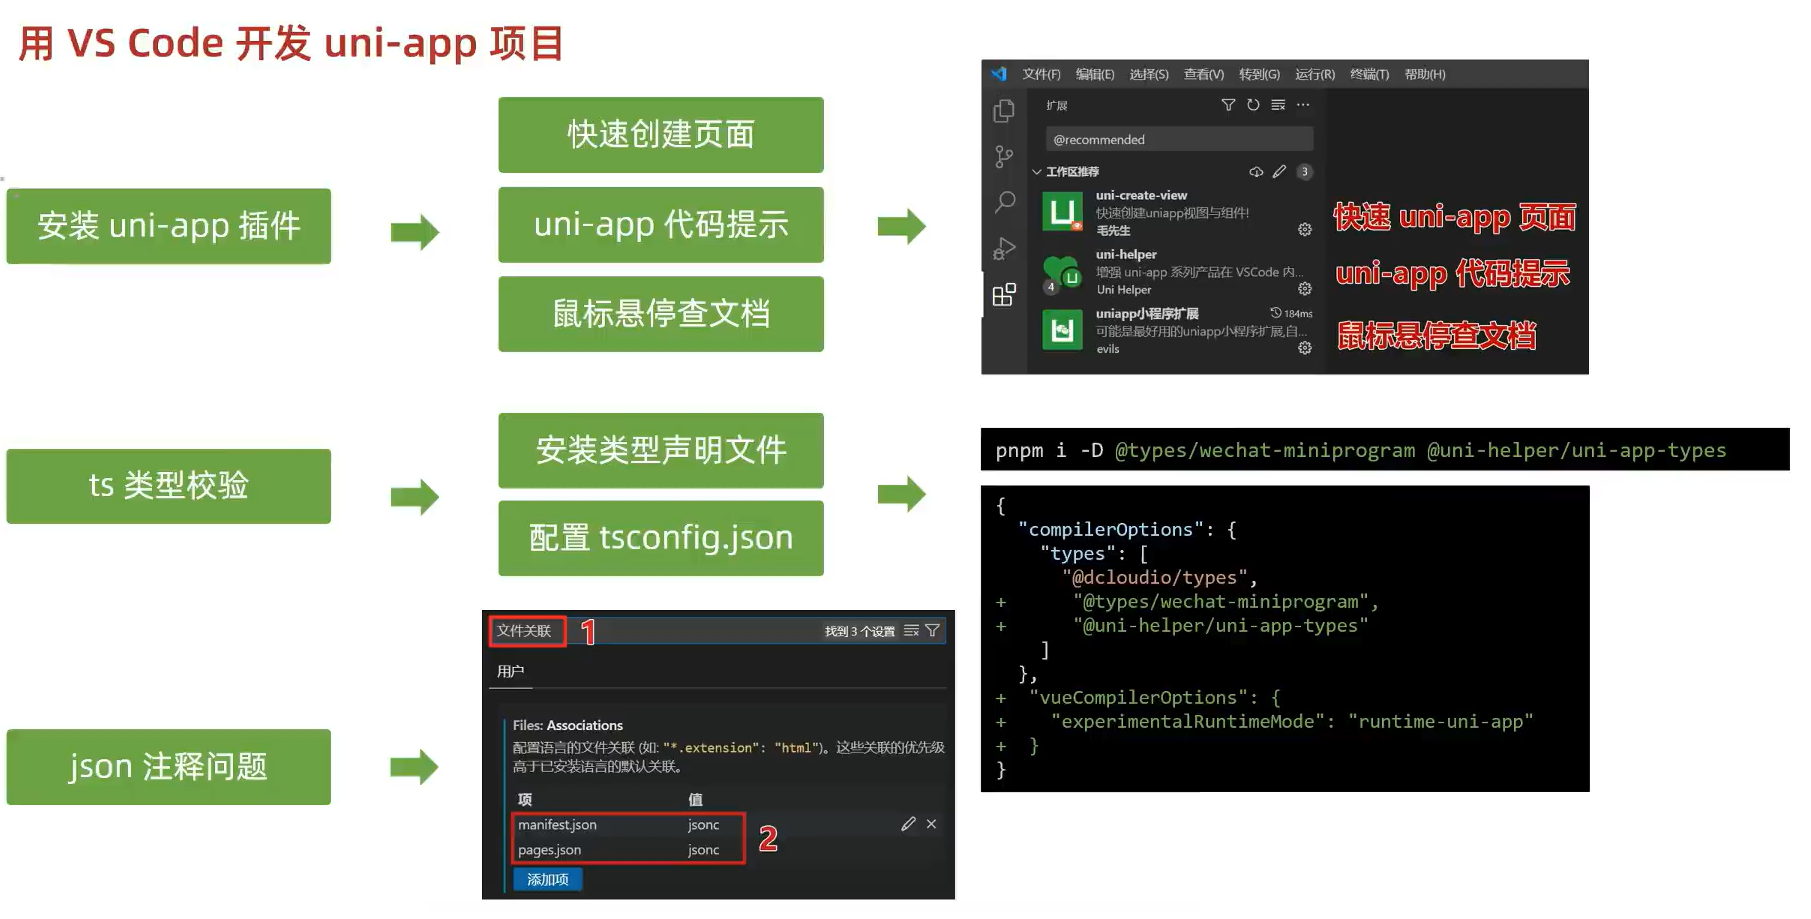 用 VS Code 开发 uni-app 项目
安装 uni-app 插件
快速创建页面
uni-app 代码提示
鼠标悬停查文档
文件(F) 编辑(E) 选择(S) 查看(V) 转到(G) 运行(R) 终端(T) 帮助(H)
扩展
@recommended
工作区推荐 3
uni-create-view
快速创建uniapp视图与组件!
毛先生
uni-helper
增强 uni-app 系列产品在 VSCode 内...
4 Uni Helper
uniapp小程序扩展 184ms
可能是最好用的uniapp小程序扩展,自...
evils
快速 uni-app 页面
uni-app 代码提示
鼠标悬停查文档
ts 类型校验
安装类型声明文件
配置 tsconfig.json
pnpm i -D @types/wechat-miniprogram @uni-helper/uni-app-types
{
"compilerOptions": {
"types": [
"@dcloudio/types",
+ "@types/wechat-miniprogram",
+ "@uni-helper/uni-app-types"
]
},
+ "vueCompilerOptions": {
+ "experimentalRuntimeMode": "runtime-uni-app"
+ }
}
json 注释问题
文件关联 1 找到 3 个设置
用户
Files: Associations
配置语言的文件关联 (如: "*.extension": "html")。这些关联的优先级
高于已安装语言的默认关联。
项 值
manifest.json jsonc
pages.json jsonc
2
添加项